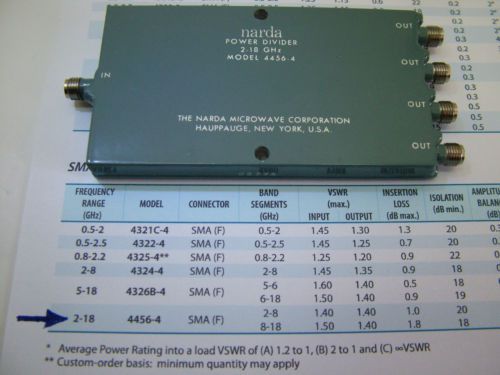 narda
POWER DIVIDER
2-18 GHz
MODEL 4456-4
IN
OUT
OUT
OUT
OUT
THE NARDA MICROWAVE CORPORATION
HAUPPAUGE, NEW YORK, U.S.A.
SMA
FREQUENCY RANGE (GHz) MODEL CONNECTOR BAND SEGMENTS (GHz) VSWR (max.) INPUT OUTPUT INSERTION LOSS (dB max.) ISOLATION (dB min.)
0.5-2 4321C-4 SMA (F) 0.5-2 1.45 1.30 1.3 20
0.5-2.5 4322-4 SMA (F) 0.5-2.5 1.45 1.25 0.7 20
0.8-2.2 4325-4** SMA (F) 0.8-2.2 1.25 1.20 0.9 22
2-8 4324-4 SMA (F) 2-8 1.45 1.35 0.9 18
5-18 4326B-4 SMA (F) 5-6 1.60 1.40 0.5 18
6-18 1.50 1.40 0.9 19
2-18 4456-4 SMA (F) 2-8 1.40 1.40 1.0 20
8-18 1.50 1.40 1.8 18
* Average Power Rating into a load VSWR of (A) 1.2 to 1, (B) 2 to 1 and (C) ∞VSWR
** Custom-order basis: minimum quantity may apply